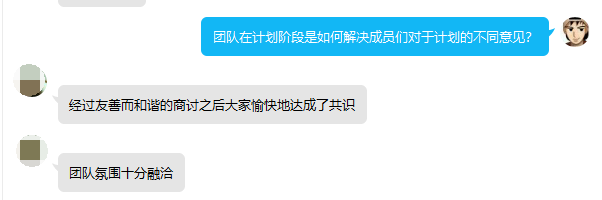 团队在计划阶段是如何解决成员们对于计划的不同意见？
经过友善而和谐的商讨之后大家愉快地达成了共识
团队氛围十分融洽